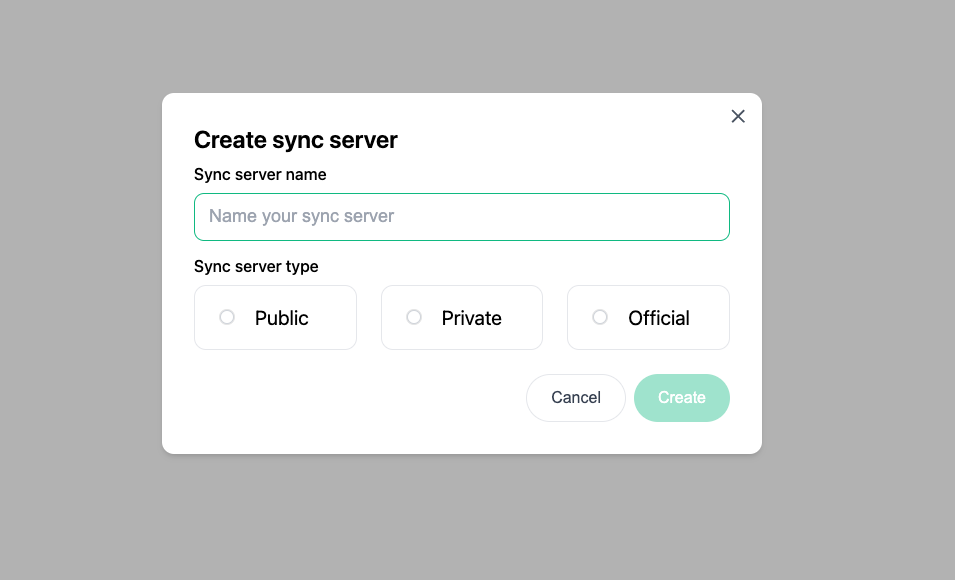 Create sync server
Sync server name
Name your sync server
Sync server type
Public Private Official
Cancel Create